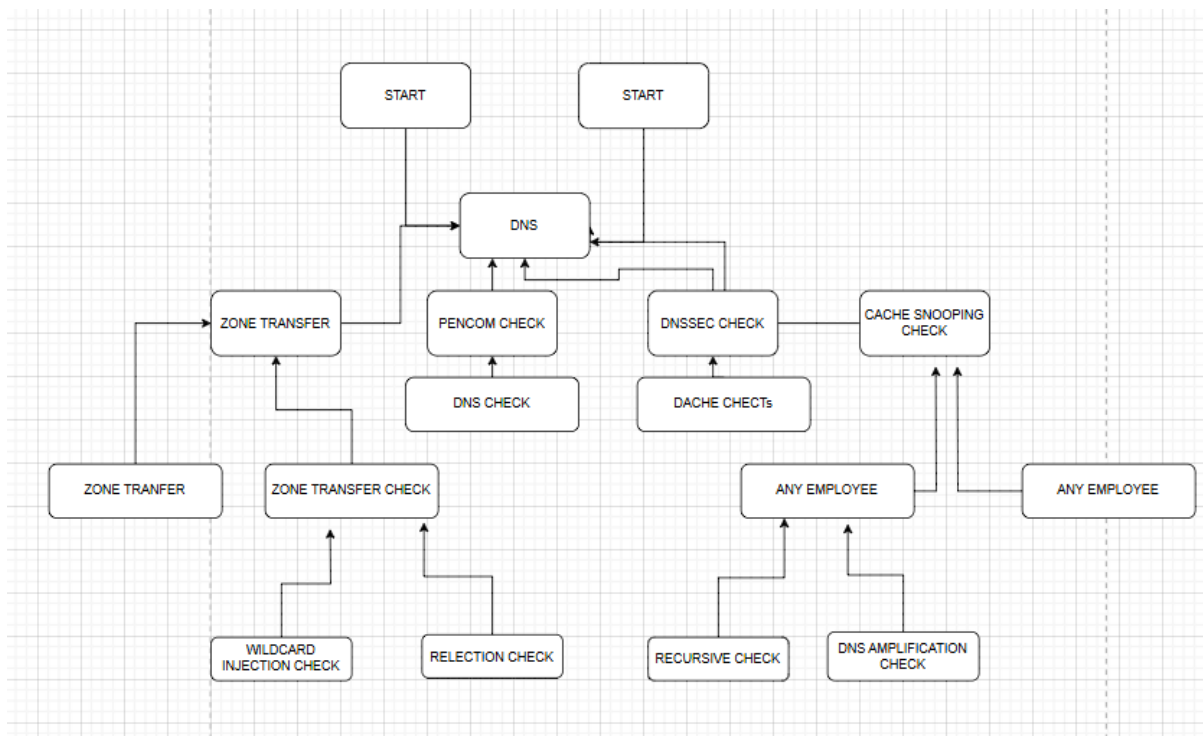 START
START
DNS
ZONE TRANSFER
PENCOM CHECK
DNSSEC CHECK
CACHE SNOOPING
CHECK
DNS CHECK
DACHE CHECTs
ZONE TRANFER
ZONE TRANSFER CHECK
ANY EMPLOYEE
ANY EMPLOYEE
WILDCARD
INJECTION CHECK
RELECTION CHECK
RECURSIVE CHECK
DNS AMPLIFICATION
CHECK